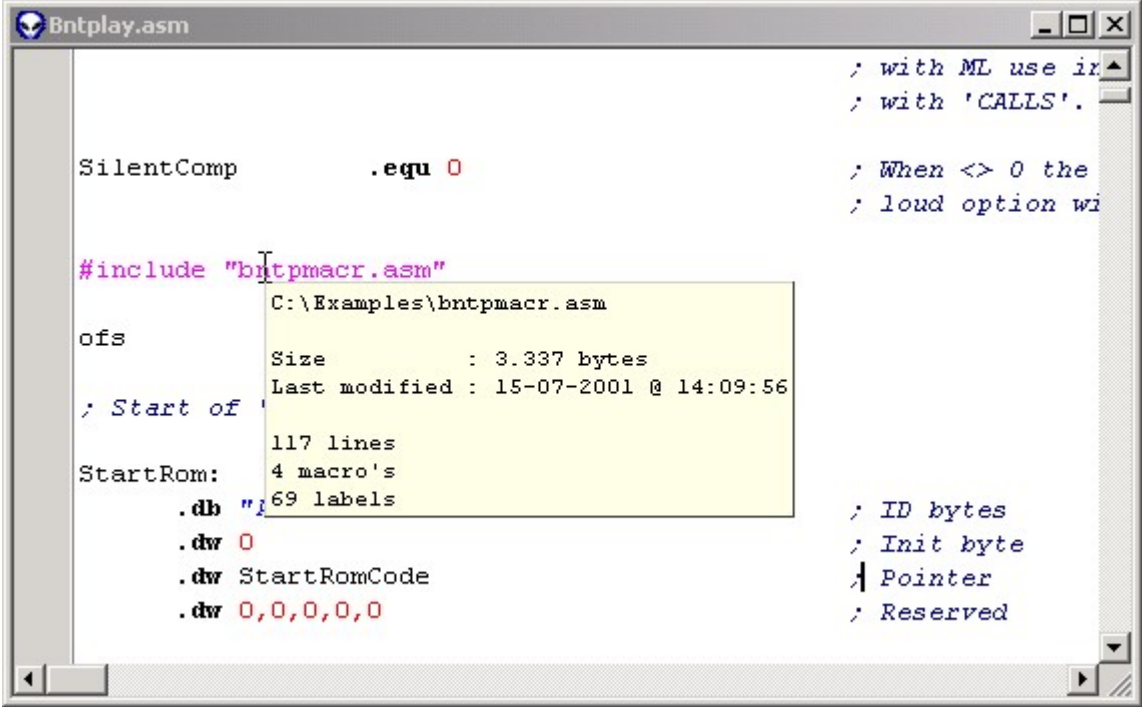 Bntplay.asm
; with ML use
; with 'CALLS'.
SilentComp .equ 0 ; When <> 0 the
; loud option
#include "bntpmacr.asm"
C:\Examples\bntpmacr.asm
ofs
Size : 3.337 bytes
Last modified : 15-07-2001 @ 14:09:56
; Start of
117 lines
4 macro's
69 labels
StartRom:
.db ; ID bytes
.dw 0 ; Init byte
.dw StartRomCode ; Pointer
.dw 0,0,0,0,0 ; Reserved